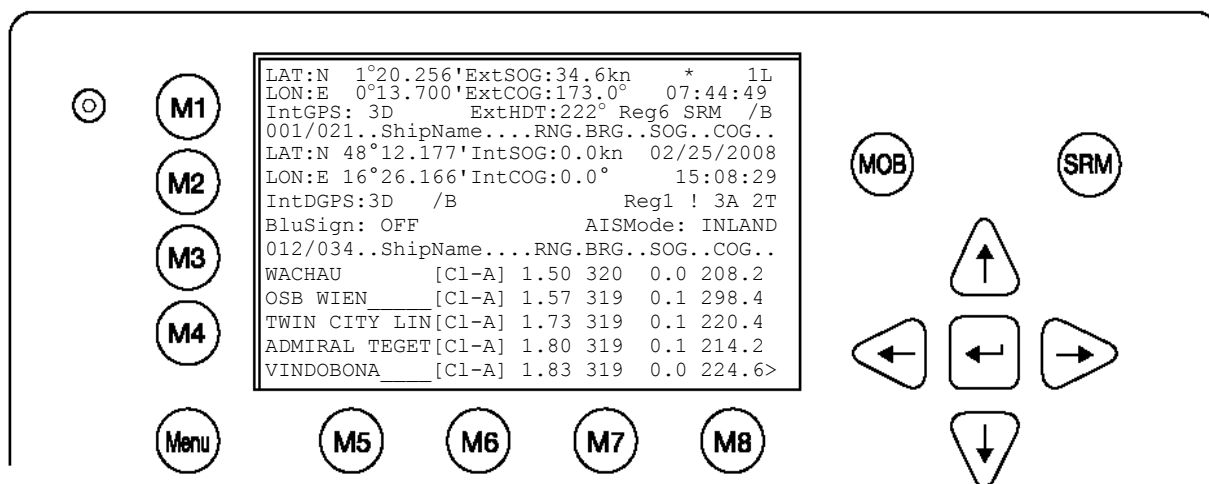 LAT:N  1°20.256'ExtSOG:34.6kn    *   1L
LON:E  0°13.700'ExtCOG:173.0°  07:44:49
IntGPS: 3D    ExtHDT:222° Reg6 SRM  /B
001/021..ShipName....RNG.BRG..SOG..COG..
LAT:N 48°12.177'IntSOG:0.0kn  02/25/2008
LON:E 16°26.166'IntCOG:0.0°     15:08:29
IntDGPS:3D  /B            Reg1 ! 3A 2T
BluSign: OFF           AISMode: INLAND
012/034..ShipName....RNG.BRG..SOG..COG..
WACHAU      [Cl-A] 1.50 320  0.0 208.2
OSB WIEN_____[Cl-A] 1.57 319  0.1 298.4
TWIN CITY LIN[Cl-A] 1.73 319  0.1 220.4
ADMIRAL TEGET[Cl-A] 1.80 319  0.1 214.2
VINDOBONA____[Cl-A] 1.83 319  0.0 224.6>
M1
M2
M3
M4
Menu
M5
M6
M7
M8
MOB
SRM